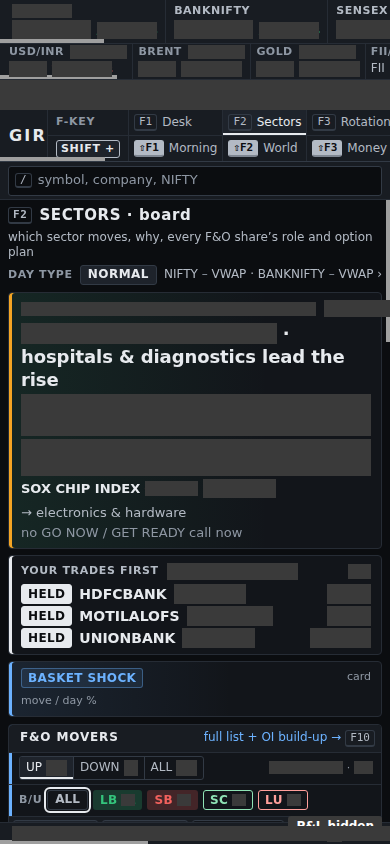 BANKNIFTY
SENSEX
USD/INR
BRENT
GOLD
FII/
FII
GIR
F-KEY
F1 Desk
F2 Sectors
F3 Rotation
SHIFT +
⇧F1 Morning
⇧F2 World
⇧F3 Money
/ symbol, company, NIFTY
F2 SECTORS · board
which sector moves, why, every F&O share's role and option
plan
DAY TYPE NORMAL NIFTY – VWAP · BANKNIFTY – VWAP ›
·
hospitals & diagnostics lead the
rise
SOX CHIP INDEX
→ electronics & hardware
no GO NOW / GET READY call now
YOUR TRADES FIRST
HELD HDFCBANK
HELD MOTILALOFS
HELD UNIONBANK
BASKET SHOCK card
move / day %
F&O MOVERS full list + OI build-up → F10
UP DOWN ALL ·
B/U ALL LB SB SC LU